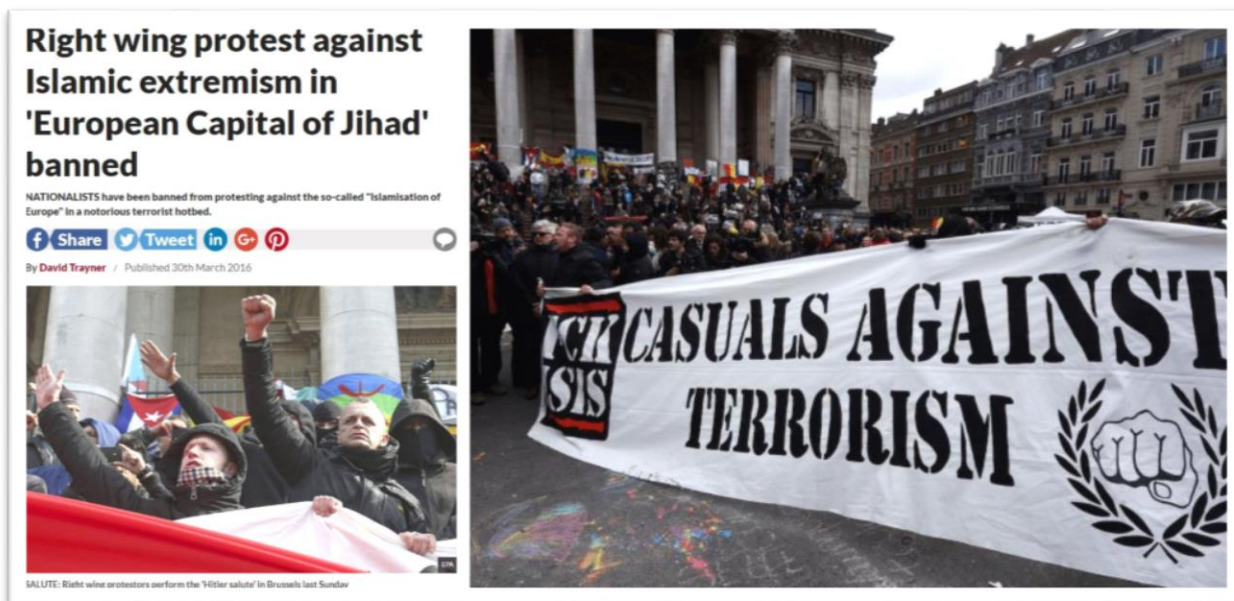 Right wing protest against
Islamic extremism in
'European Capital of Jihad'
banned
NATIONALISTS have been banned from protesting against the so-called "Islamisation of
Europe" in a notorious terrorist hotbed.
Share Tweet
By David Trayner / Published 30th March 2016
SALUTE: Right wing protestors perform the 'Hitler salute' in Brussels last Sunday
CASUALS AGAINST
TERRORISM
SIS